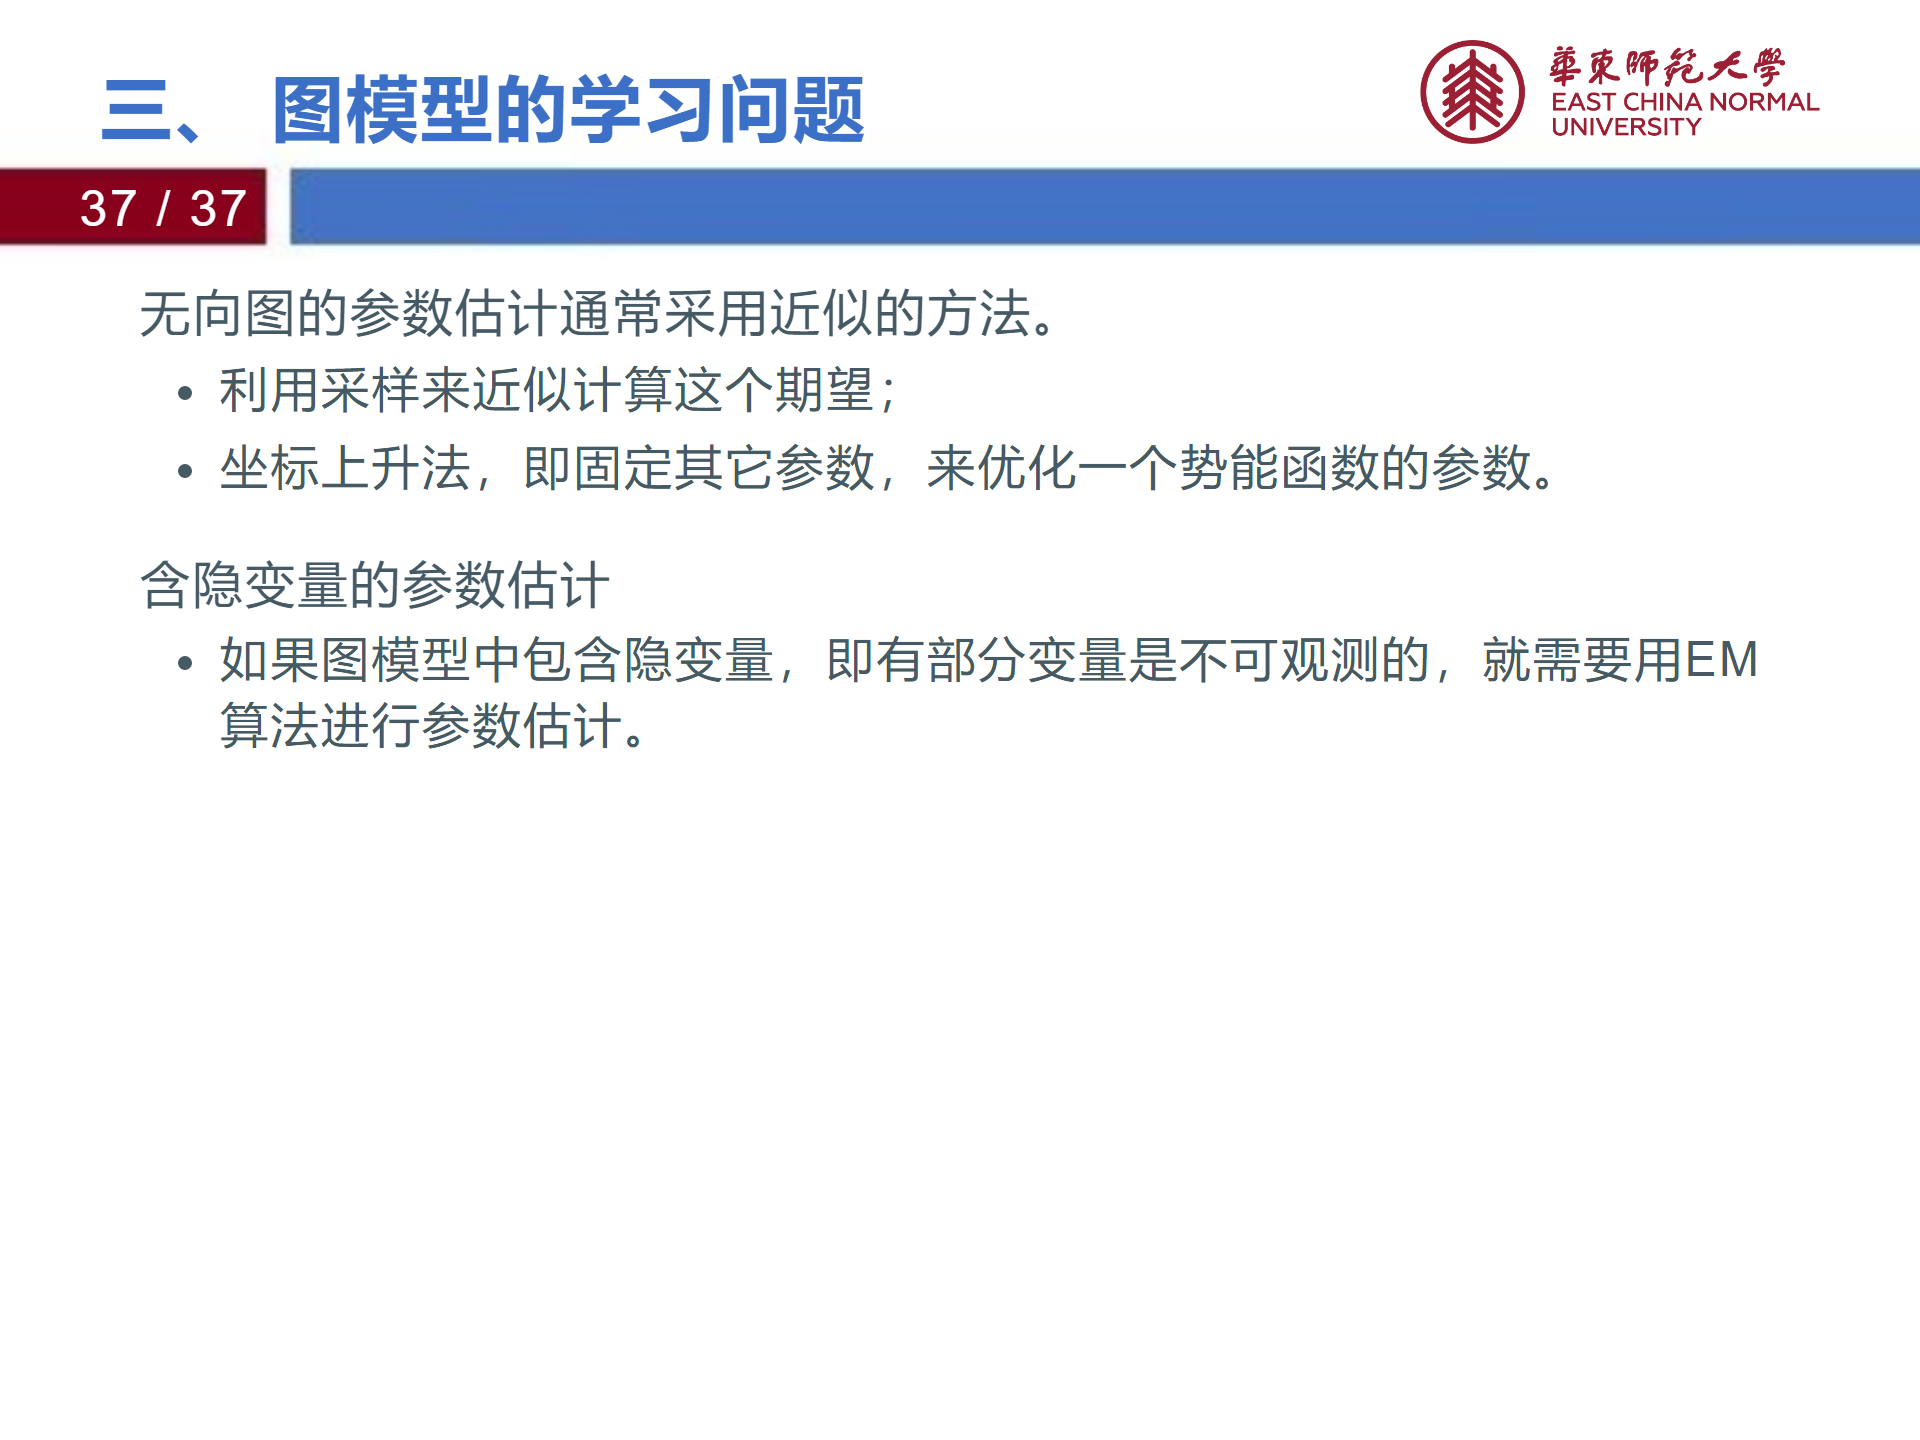 三、 图模型的学习问题
華東師範大學
EAST CHINA NORMAL
UNIVERSITY
37 / 37
无向图的参数估计通常采用近似的方法。
• 利用采样来近似计算这个期望；
• 坐标上升法，即固定其它参数，来优化一个势能函数的参数。
含隐变量的参数估计
• 如果图模型中包含隐变量，即有部分变量是不可观测的，就需要用EM
算法进行参数估计。